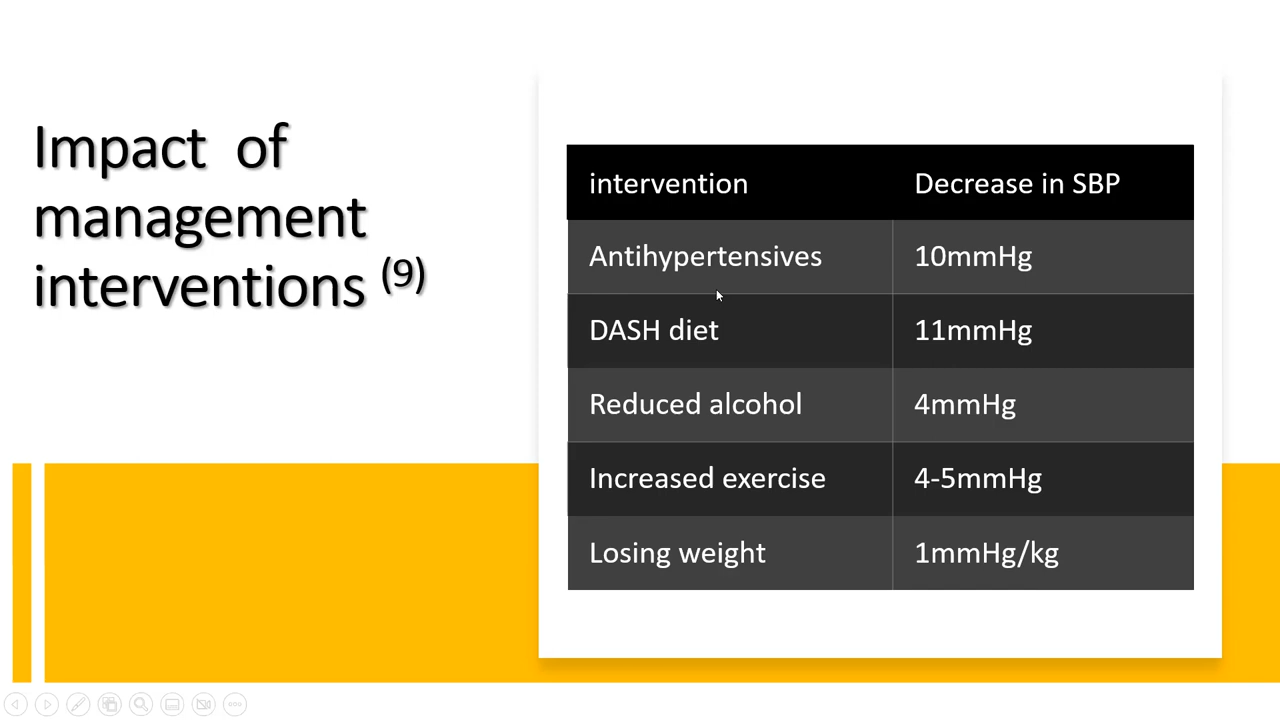 Impact of
management
interventions (9)
intervention Decrease in SBP
Antihypertensives 10mmHg
DASH diet 11mmHg
Reduced alcohol 4mmHg
Increased exercise 4-5mmHg
Losing weight 1mmHg/kg